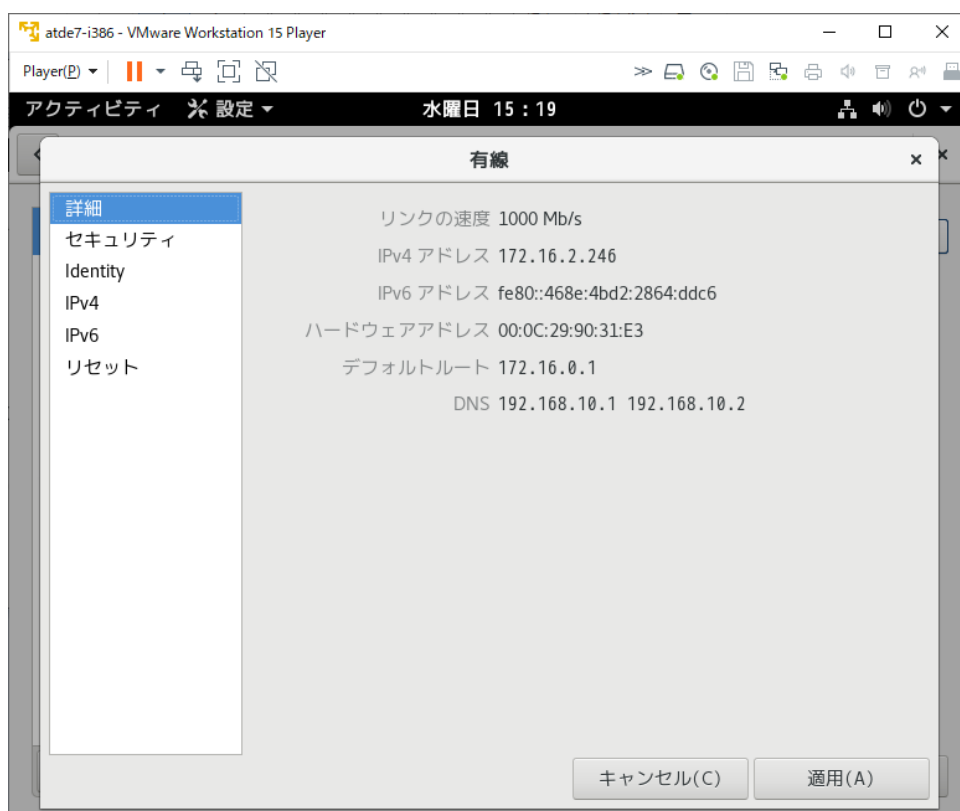 atde7-i386 - VMware Workstation 15 Player
Player(P)
アクティビティ 設定 水曜日 15：19
有線
詳細
セキュリティ
Identity
IPv4
IPv6
リセット
リンクの速度 1000 Mb/s
IPv4 アドレス 172.16.2.246
IPv6 アドレス fe80::468e:4bd2:2864:ddc6
ハードウェアアドレス 00:0C:29:90:31:E3
デフォルトルート 172.16.0.1
DNS 192.168.10.1 192.168.10.2
キャンセル(C) 適用(A)